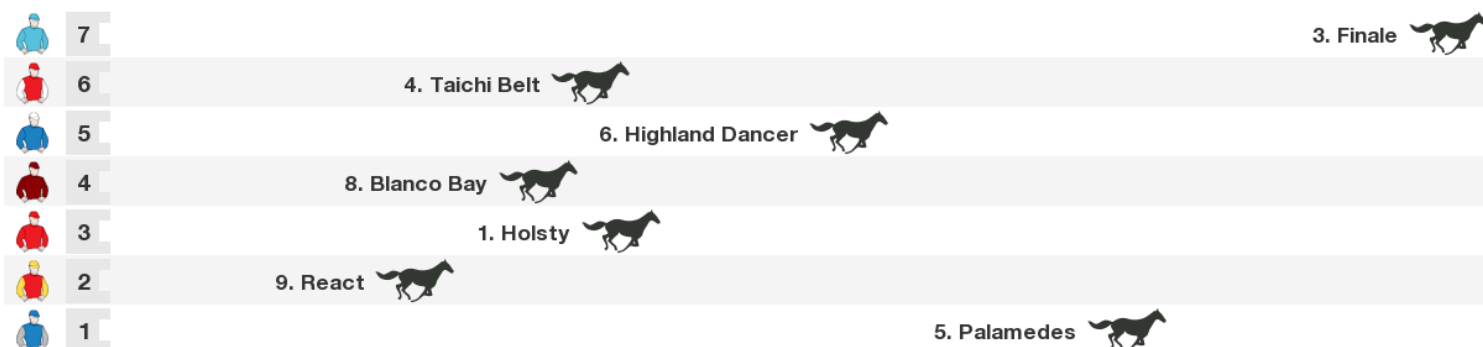 7 3. Finale
6 4. Taichi Belt
5 6. Highland Dancer
4 8. Blanco Bay
3 1. Holsty
2 9. React
1 5. Palamedes